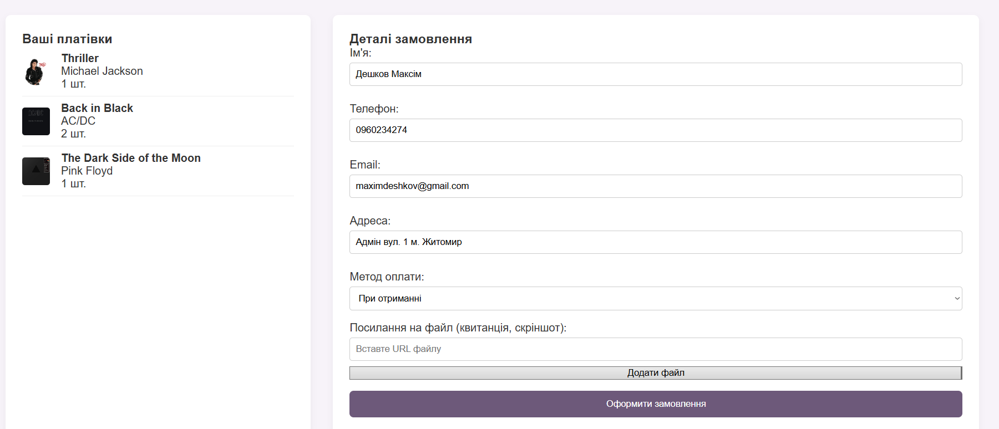 Ваші платівки
Thriller
Michael Jackson
1 шт.
Back in Black
AC/DC
2 шт.
The Dark Side of the Moon
Pink Floyd
1 шт.
Деталі замовлення
Ім'я:
Дешков Максім
Телефон:
0960234274
Email:
maximdeshkov@gmail.com
Адреса:
Адмін вул. 1 м. Житомир
Метод оплати:
При отриманні
Посилання на файл (квитанція, скріншот):
Вставте URL файлу
Додати файл
Оформити замовлення